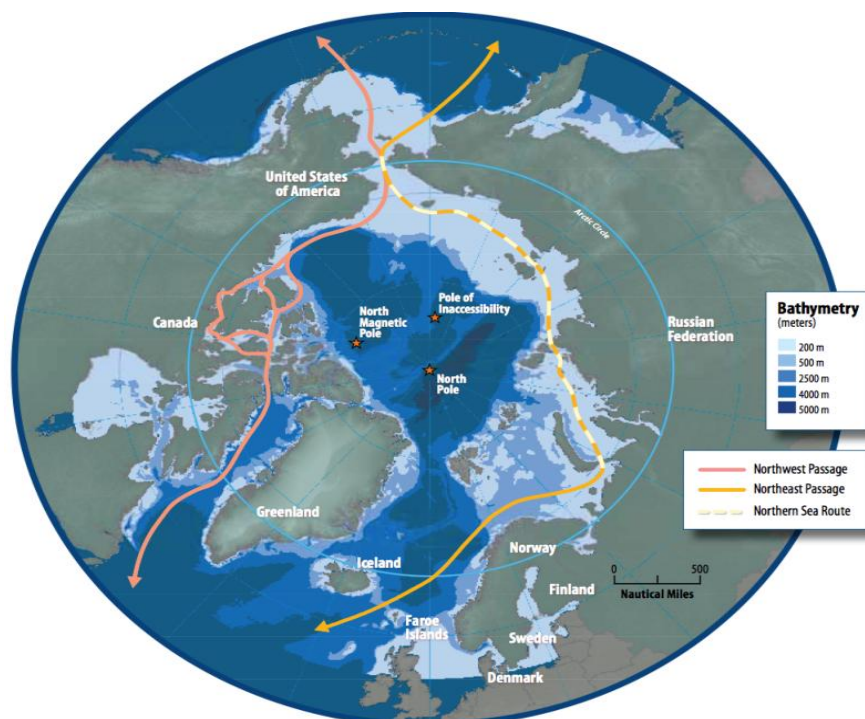 United States
of America
Arctic Circle
Pole of
Inaccessibility
North
Magnetic
Pole
Canada
Russian
Federation
North
Pole
Bathymetry
(meters)
200 m
500 m
2500 m
4000 m
5000 m
Northwest Passage
Northeast Passage
Northern Sea Route
Greenland
Iceland
Norway
0 500
Nautical Miles
Finland
Faroe
Islands
Sweden
Denmark